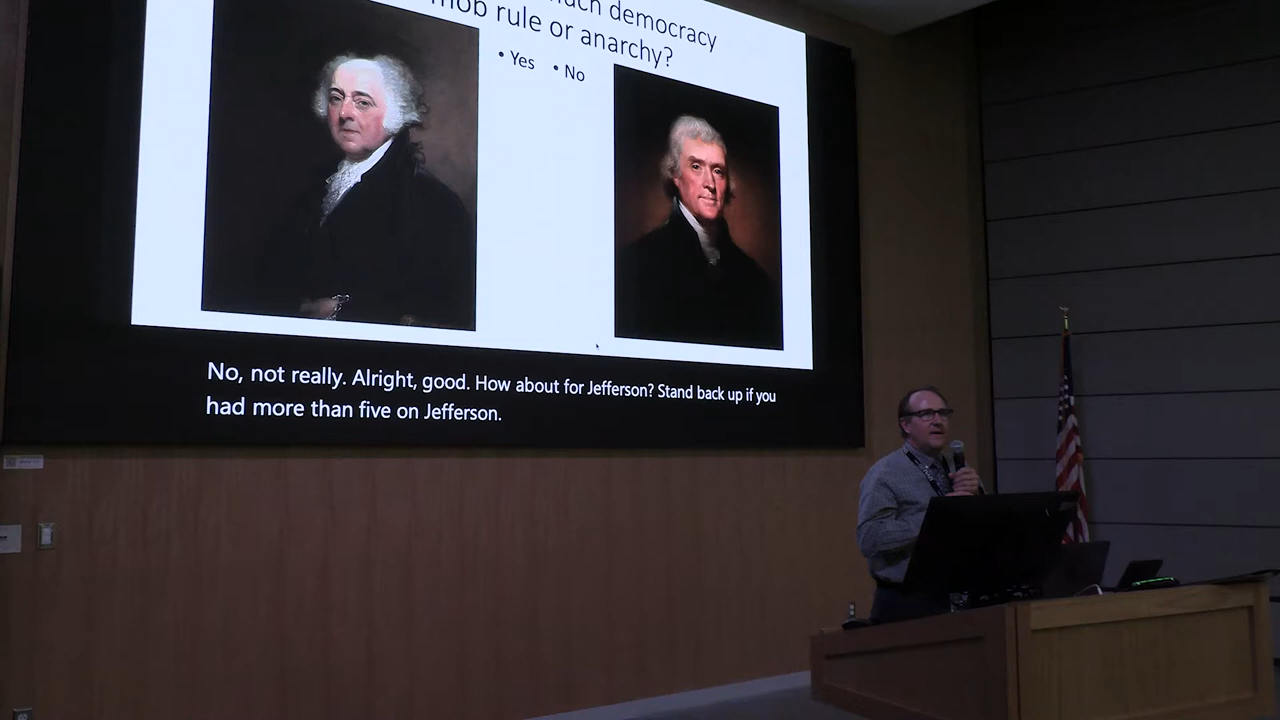 much democracy
mob rule or anarchy?
• Yes • No
No, not really. Alright, good. How about for Jefferson? Stand back up if you
had more than five on Jefferson.